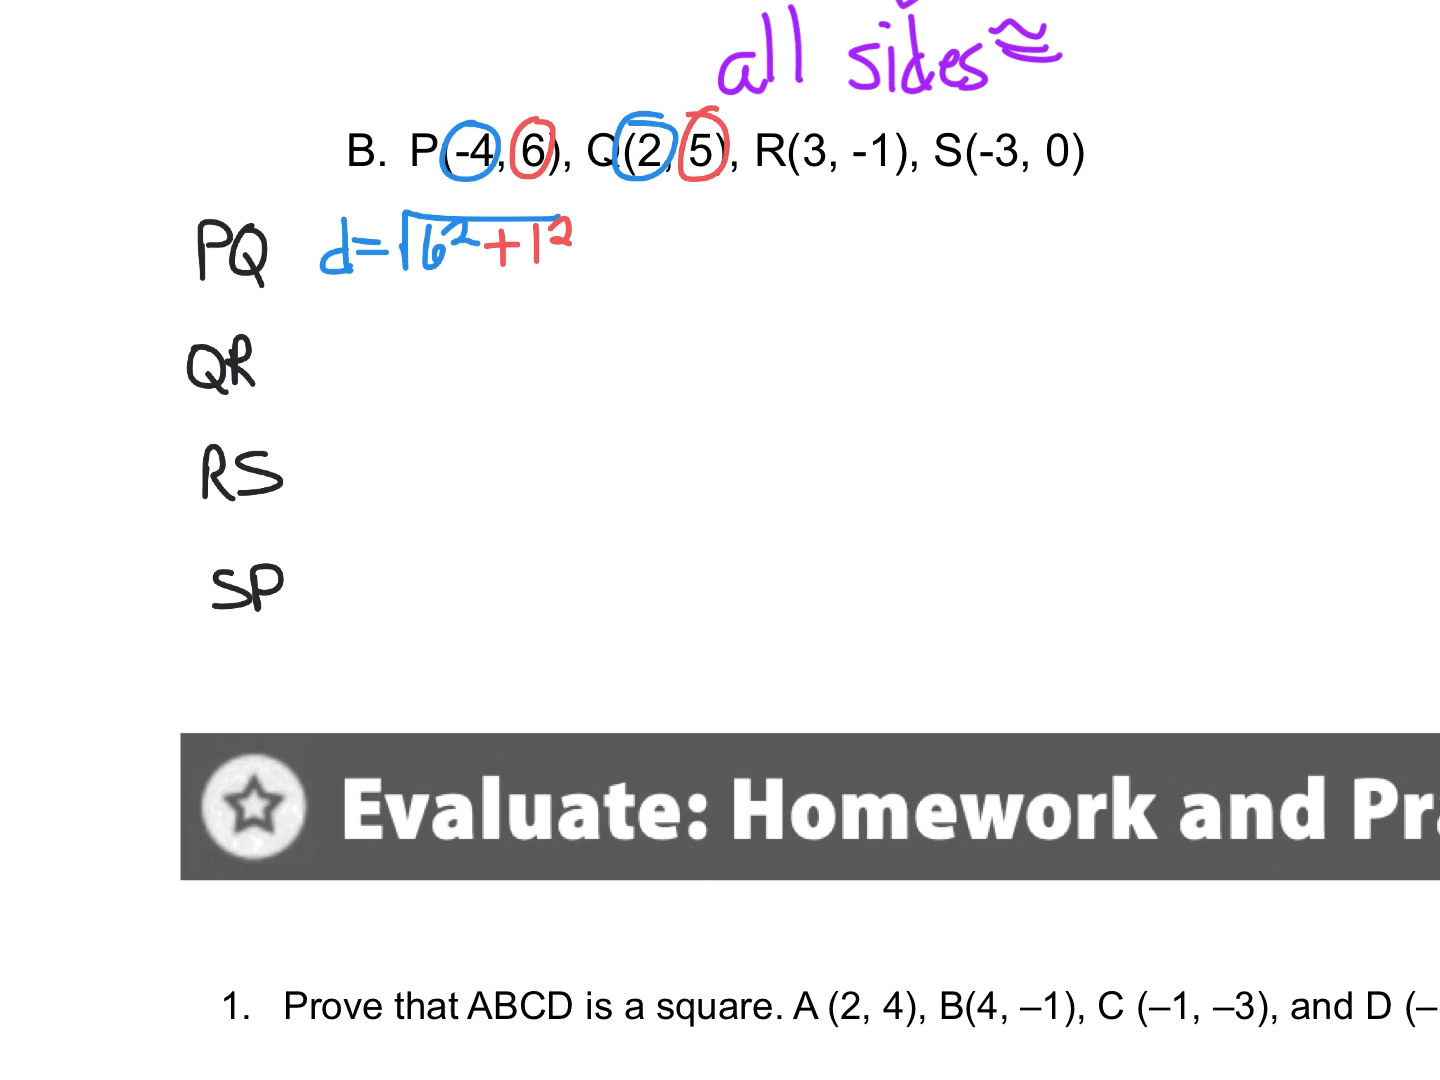 all sides ≅
B. P(-4, 6), Q(2, 5), R(3, -1), S(-3, 0)
PQ d=√6²+1²
QR
RS
SP
Evaluate: Homework and Pr
1. Prove that ABCD is a square. A (2, 4), B(4, –1), C (–1, –3), and D (–